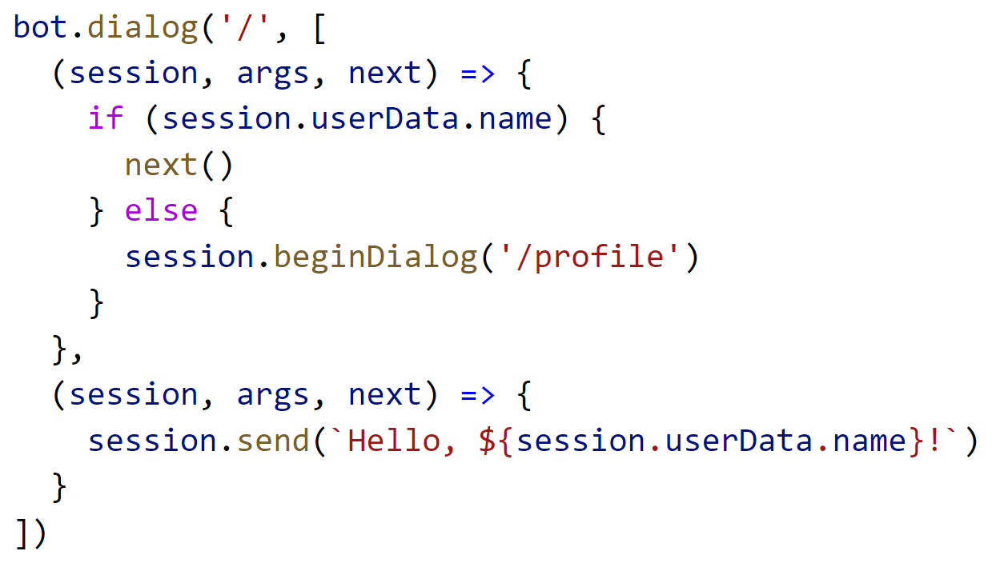 bot.dialog('/', [
  (session, args, next) => {
    if (session.userData.name) {
      next()
    } else {
      session.beginDialog('/profile')
    }
  },
  (session, args, next) => {
    session.send(`Hello, ${session.userData.name}!`)
  }
])